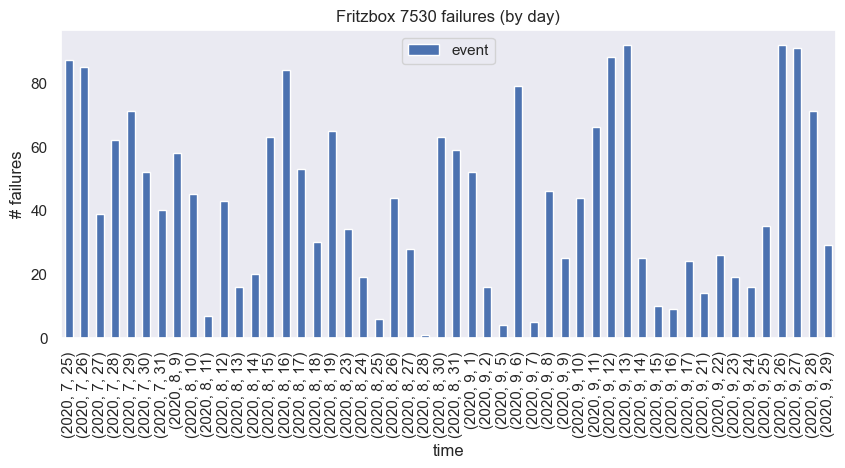 Fritzbox 7530 failures (by day)
event
# failures
80
60
40
20
0
(2020, 7, 25)
(2020, 7, 26)
(2020, 7, 27)
(2020, 7, 28)
(2020, 7, 29)
(2020, 7, 30)
(2020, 7, 31)
(2020, 8, 9)
(2020, 8, 10)
(2020, 8, 11)
(2020, 8, 12)
(2020, 8, 13)
(2020, 8, 14)
(2020, 8, 15)
(2020, 8, 16)
(2020, 8, 17)
(2020, 8, 18)
(2020, 8, 19)
(2020, 8, 23)
(2020, 8, 24)
(2020, 8, 25)
(2020, 8, 26)
(2020, 8, 27)
(2020, 8, 28)
(2020, 8, 30)
(2020, 8, 31)
(2020, 9, 1)
(2020, 9, 2)
(2020, 9, 5)
(2020, 9, 6)
(2020, 9, 7)
(2020, 9, 8)
(2020, 9, 9)
(2020, 9, 10)
(2020, 9, 11)
(2020, 9, 12)
(2020, 9, 13)
(2020, 9, 14)
(2020, 9, 15)
(2020, 9, 16)
(2020, 9, 17)
(2020, 9, 21)
(2020, 9, 22)
(2020, 9, 23)
(2020, 9, 24)
(2020, 9, 25)
(2020, 9, 26)
(2020, 9, 27)
(2020, 9, 28)
(2020, 9, 29)
time